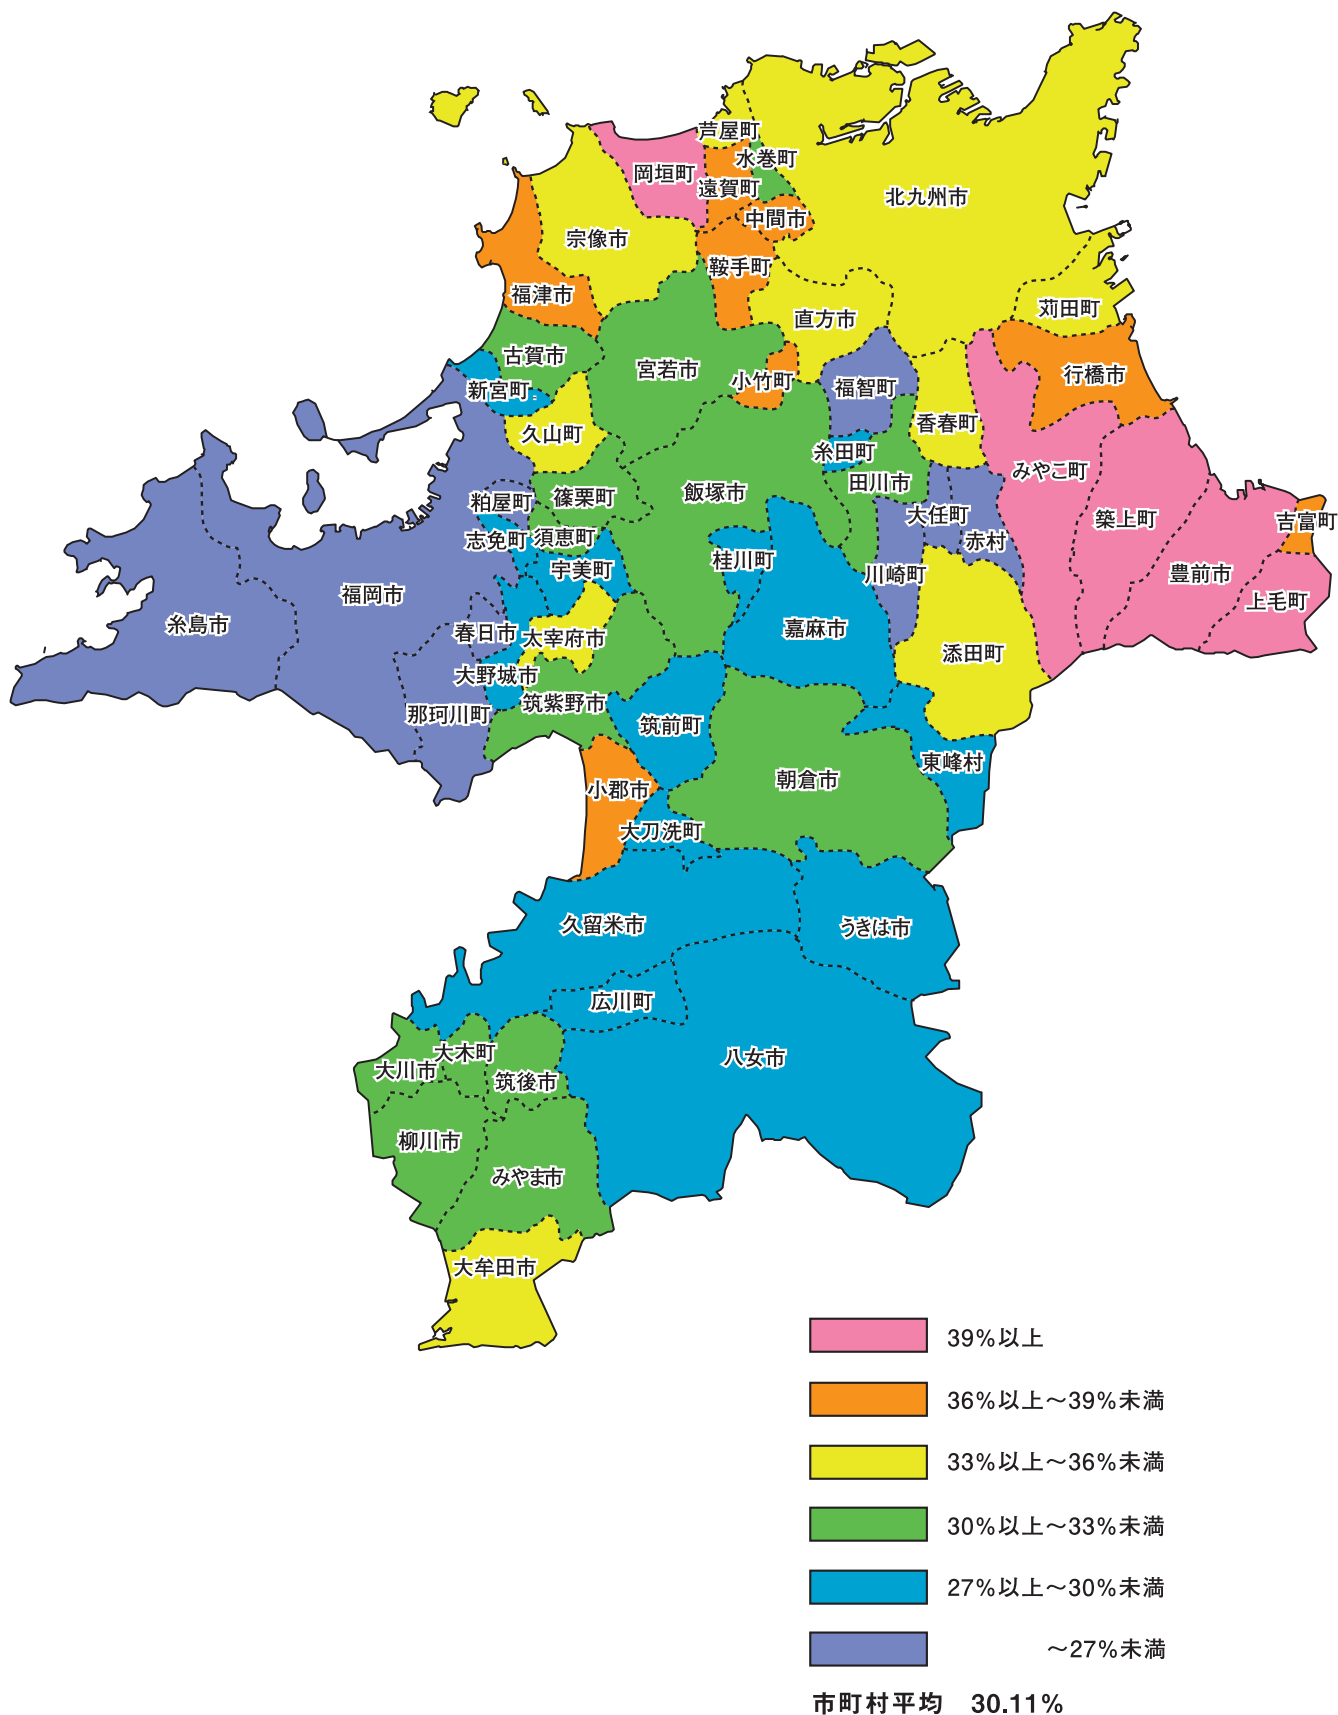 芦屋町
水巻町
岡垣町
遠賀町
北九州市
中間市
宗像市
鞍手町
福津市
苅田町
直方市
古賀市
宮若市
行橋市
小竹町
新宮町
福智町
香春町
久山町
糸田町
みやこ町
田川市
篠栗町
飯塚市
粕屋町
大任町
築上町
吉富町
志免町
須恵町
赤村
桂川町
宇美町
川崎町
豊前市
福岡市
上毛町
糸島市
春日市
太宰府市
嘉麻市
添田町
大野城市
筑紫野市
那珂川町
筑前町
東峰村
小郡市
朝倉市
大刀洗町
久留米市
うきは市
広川町
大木町
八女市
大川市
筑後市
柳川市
みやま市
大牟田市
39%以上
36%以上～39%未満
33%以上～36%未満
30%以上～33%未満
27%以上～30%未満
～27%未満
市町村平均 30.11%